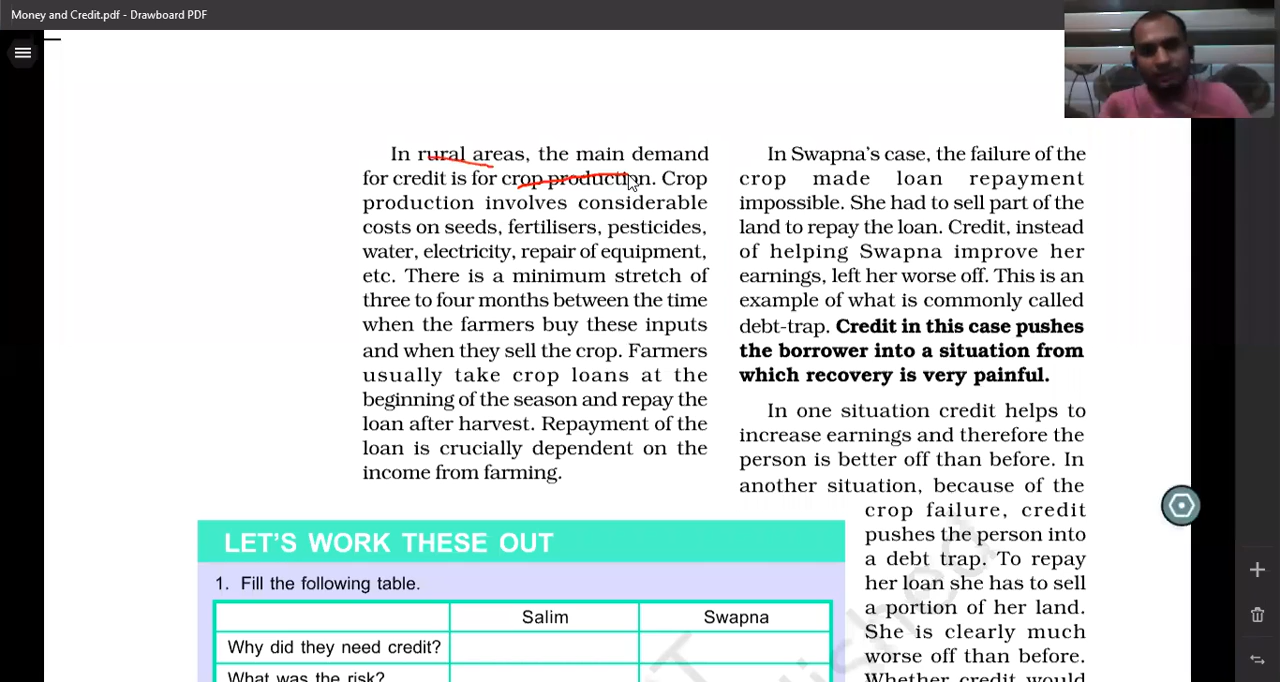 Money and Credit.pdf - Drawboard PDF
In rural areas, the main demand
for credit is for crop production. Crop
production involves considerable
costs on seeds, fertilisers, pesticides,
water, electricity, repair of equipment,
etc. There is a minimum stretch of
three to four months between the time
when the farmers buy these inputs
and when they sell the crop. Farmers
usually take crop loans at the
beginning of the season and repay the
loan after harvest. Repayment of the
loan is crucially dependent on the
income from farming.
In Swapna's case, the failure of the
crop made loan repayment
impossible. She had to sell part of the
land to repay the loan. Credit, instead
of helping Swapna improve her
earnings, left her worse off. This is an
example of what is commonly called
debt-trap. Credit in this case pushes
the borrower into a situation from
which recovery is very painful.
In one situation credit helps to
increase earnings and therefore the
person is better off than before. In
another situation, because of the
crop failure, credit
pushes the person into
a debt trap. To repay
her loan she has to sell
a portion of her land.
She is clearly much
worse off than before.
Whether credit would
LET'S WORK THESE OUT
1. Fill the following table.
Salim Swapna
Why did they need credit?
What was the risk?